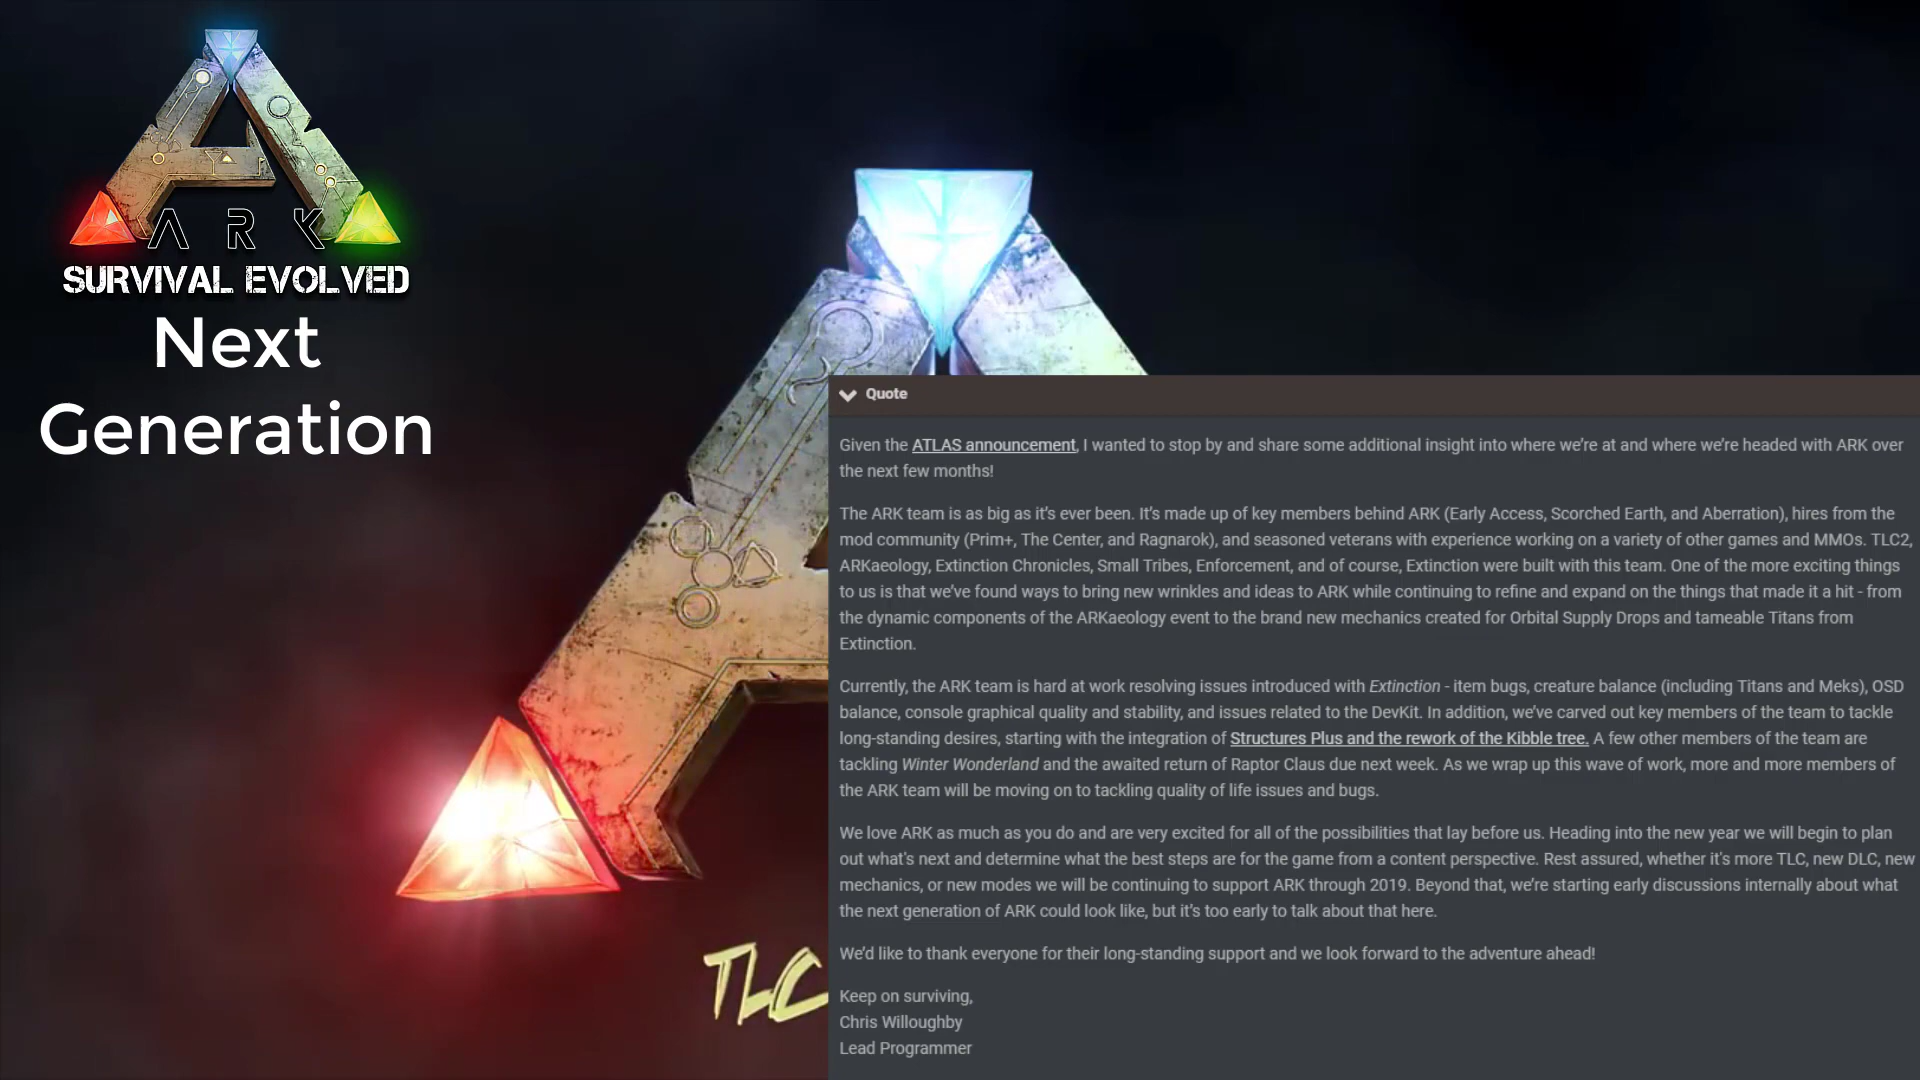 ARK
SURVIVAL EVOLVED
Next
Generation
TLC
Quote
Given the ATLAS announcement, I wanted to stop by and share some additional insight into where we're at and where we're headed with ARK over
the next few months!
The ARK team is as big as it's ever been. It's made up of key members behind ARK (Early Access, Scorched Earth, and Aberration), hires from the
mod community (Prim+, The Center, and Ragnarok), and seasoned veterans with experience working on a variety of other games and MMOs. TLC2,
ARKaeology, Extinction Chronicles, Small Tribes, Enforcement, and of course, Extinction were built with this team. One of the more exciting things
to us is that we've found ways to bring new wrinkles and ideas to ARK while continuing to refine and expand on the things that made it a hit - from
the dynamic components of the ARKaeology event to the brand new mechanics created for Orbital Supply Drops and tameable Titans from
Extinction.
Currently, the ARK team is hard at work resolving issues introduced with Extinction - item bugs, creature balance (including Titans and Meks), OSD
balance, console graphical quality and stability, and issues related to the DevKit. In addition, we've carved out key members of the team to tackle
long-standing desires, starting with the integration of Structures Plus and the rework of the Kibble tree. A few other members of the team are
tackling Winter Wonderland and the awaited return of Raptor Claus due next week. As we wrap up this wave of work, more and more members of
the ARK team will be moving on to tackling quality of life issues and bugs.
We love ARK as much as you do and are very excited for all of the possibilities that lay before us. Heading into the new year we will begin to plan
out what's next and determine what the best steps are for the game from a content perspective. Rest assured, whether it's more TLC, new DLC, new
mechanics, or new modes we will be continuing to support ARK through 2019. Beyond that, we're starting early discussions internally about what
the next generation of ARK could look like, but it's too early to talk about that here.
We'd like to thank everyone for their long-standing support and we look forward to the adventure ahead!
Keep on surviving,
Chris Willoughby
Lead Programmer